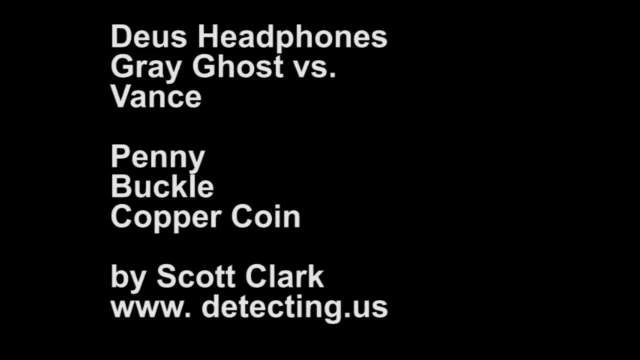 Deus Headphones
Gray Ghost vs.
Vance
Penny
Buckle
Copper Coin
by Scott Clark
www. detecting.us